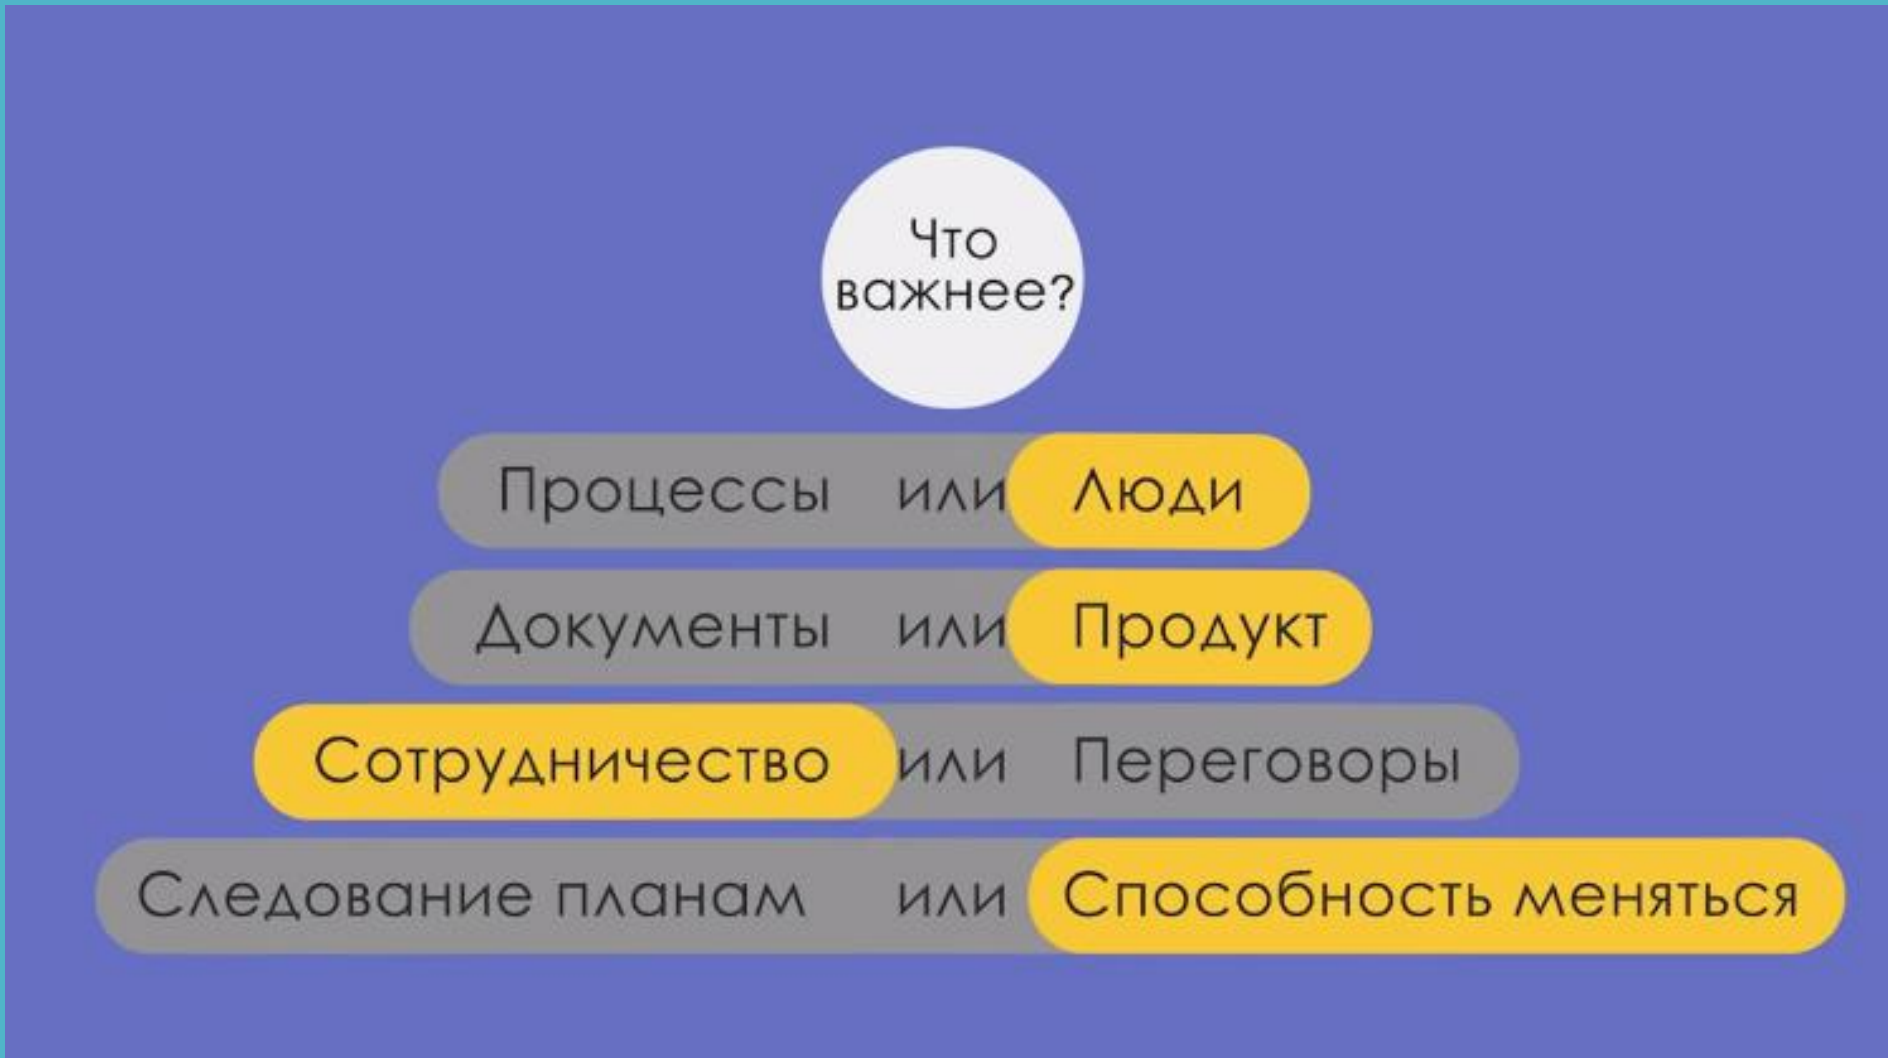 Что
важнее?
Процессы или Люди
Документы или Продукт
Сотрудничество или Переговоры
Следование планам или Способность меняться